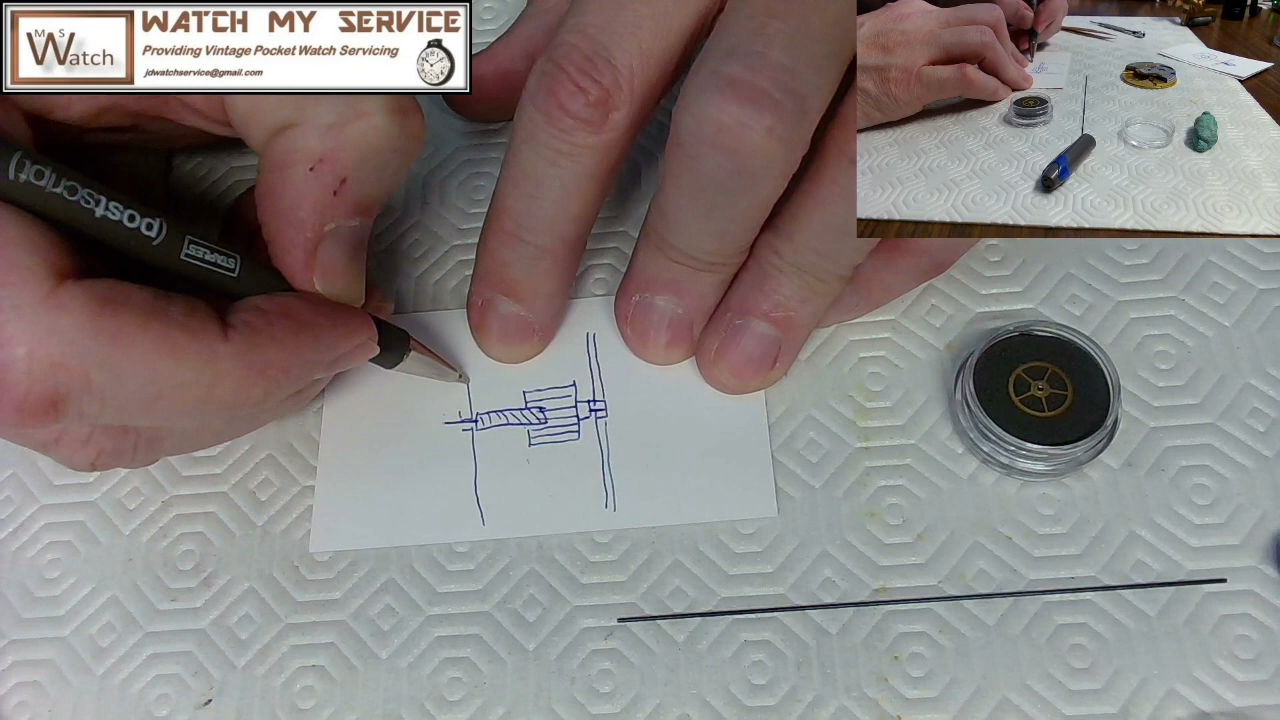 WATCH MY SERVICE
M S
Watch
Providing Vintage Pocket Watch Servicing
jdwatchservice@gmail.com
(postscript)
STAPLES